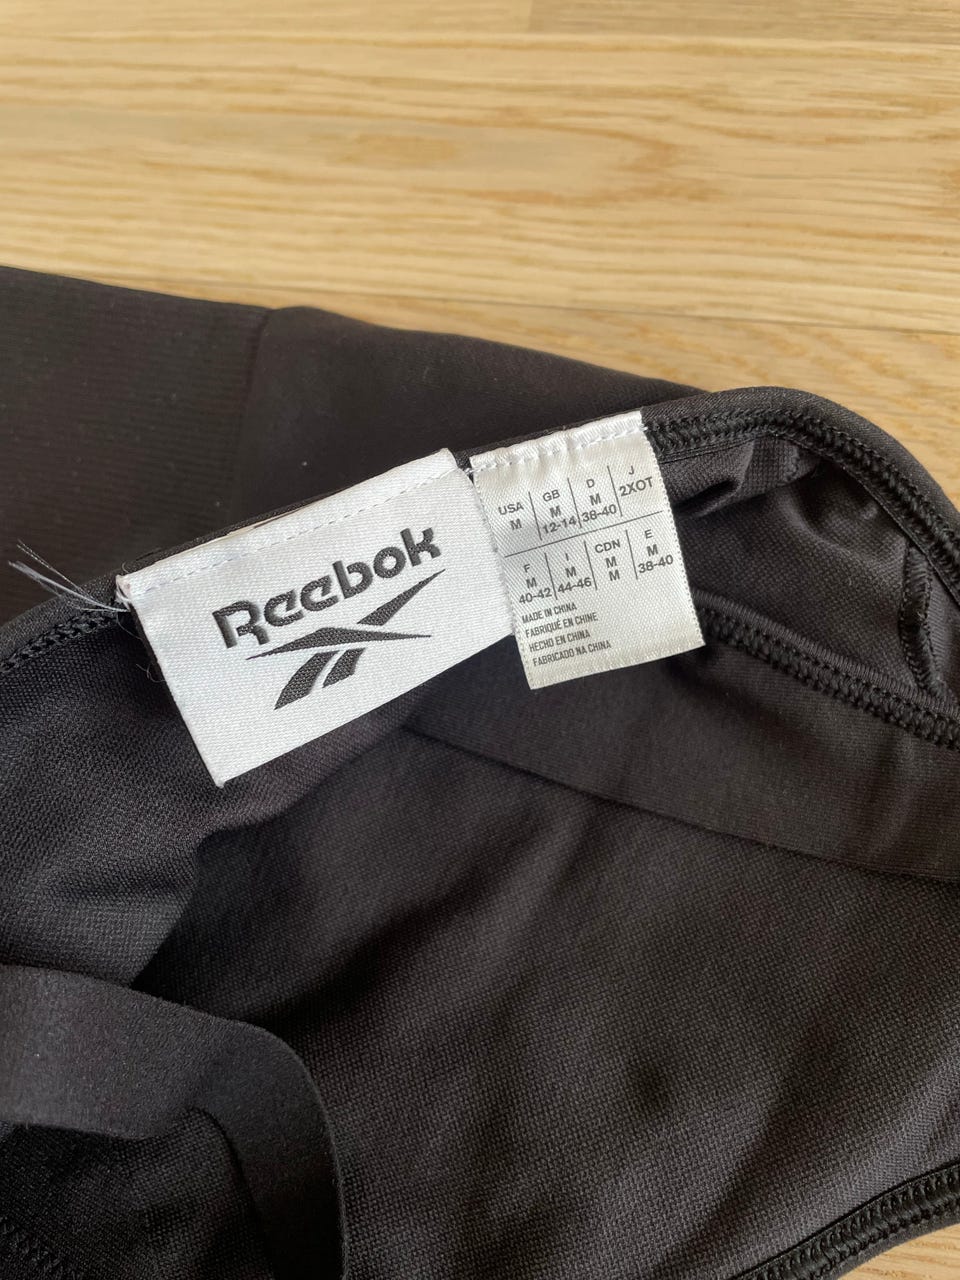 Reebok
USA GB D J
M M M 2XOT
12-14 38-40
F I CDN E
M M M M
40-42 44-46 M 38-40
MADE IN CHINA
FABRIQUÉ EN CHINE
HECHO EN CHINA
FABRICADO NA CHINA